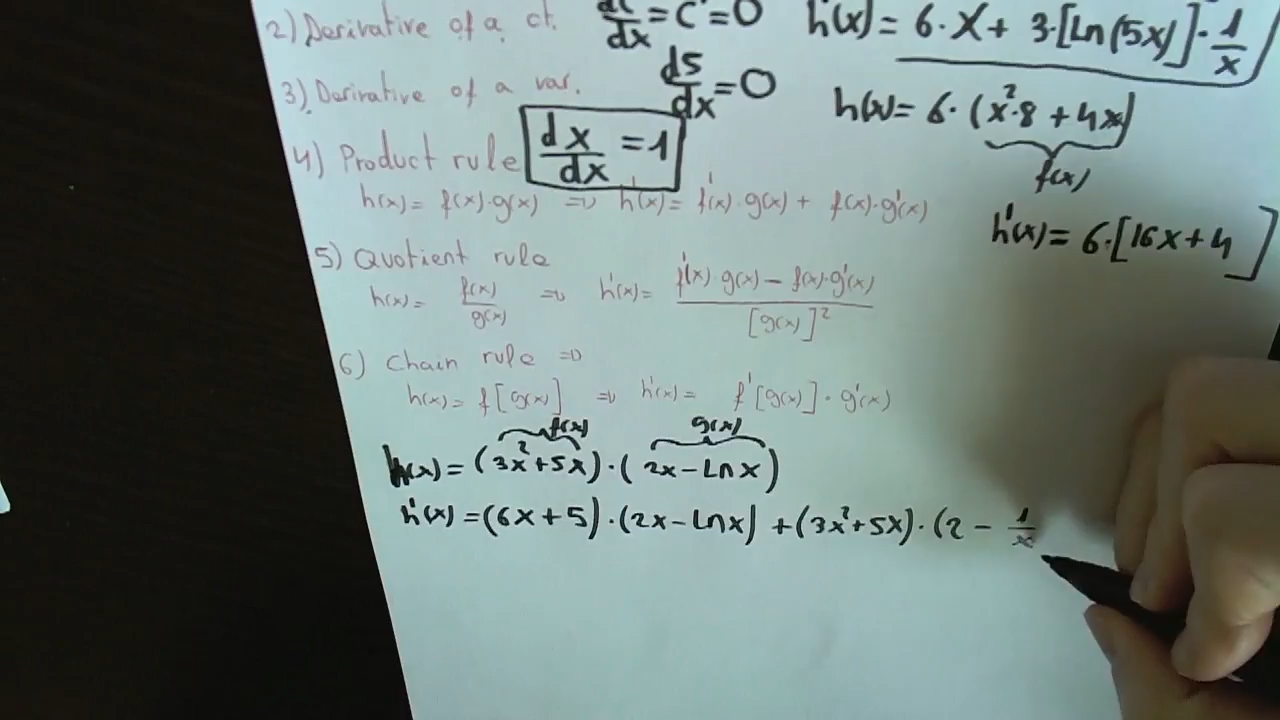 2) Derivative of a ct. dc/dx = C' = 0
h'(x) = 6·x + 3·[Ln(5x)]·1/x
3) Derivative of a var. d5/dx = 0
h(x) = 6·(x²·8 + 4x)
f(x)
4) Product rule dx/dx = 1
h(x) = f(x)·g(x) => h'(x) = f'(x)·g(x) + f(x)·g'(x)
h'(x) = 6·[16x+4]
5) Quotient rule
h(x) = f(x)/g(x) => h'(x) = f'(x) g(x) – f(x)·g'(x)/[g(x)]²
6) Chain rule =>
h(x) = f[g(x)] => h'(x) = f'[g(x)]·g'(x)
f(x) g(x)
h(x) = (3x²+5x)·(2x–Lnx)
h'(x) = (6x+5)·(2x–Lnx) + (3x²+5x)·(2 – 1/x